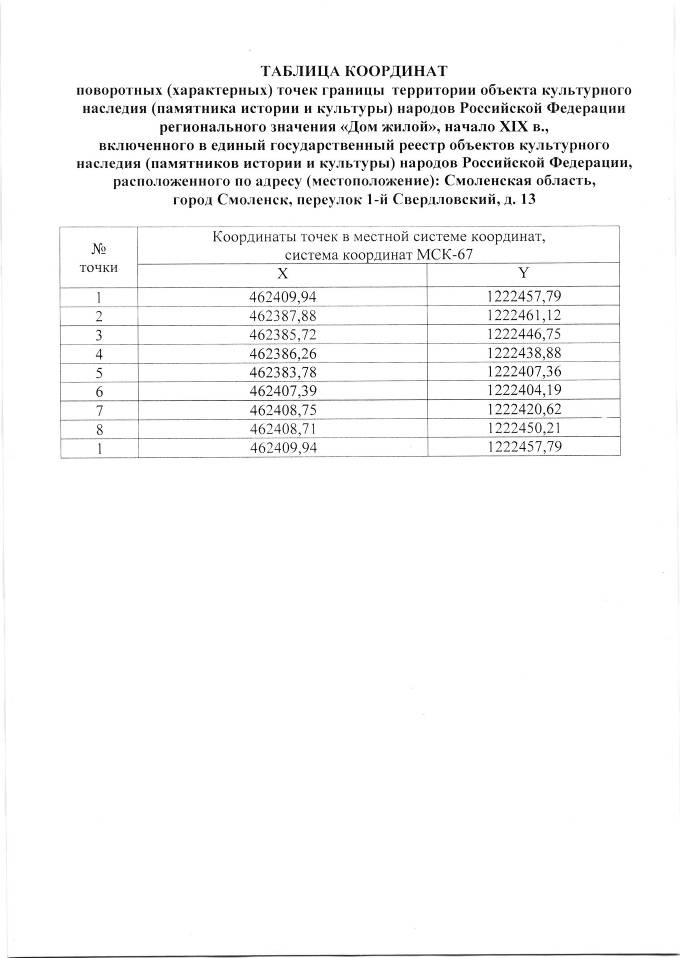 ТАБЛИЦА КООРДИНАТ
поворотных (характерных) точек границы территории объекта культурного
наследия (памятника истории и культуры) народов Российской Федерации
регионального значения «Дом жилой», начало XIX в.,
включенного в единый государственный реестр объектов культурного
наследия (памятников истории и культуры) народов Российской Федерации,
расположенного по адресу (местоположение): Смоленская область,
город Смоленск, переулок 1-й Свердловский, д. 13
№ точки
Координаты точек в местной системе координат,
система координат МСК-67
X Y
1 462409,94 1222457,79
2 462387,88 1222461,12
3 462385,72 1222446,75
4 462386,26 1222438,88
5 462383,78 1222407,36
6 462407,39 1222404,19
7 462408,75 1222420,62
8 462408,71 1222450,21
1 462409,94 1222457,79